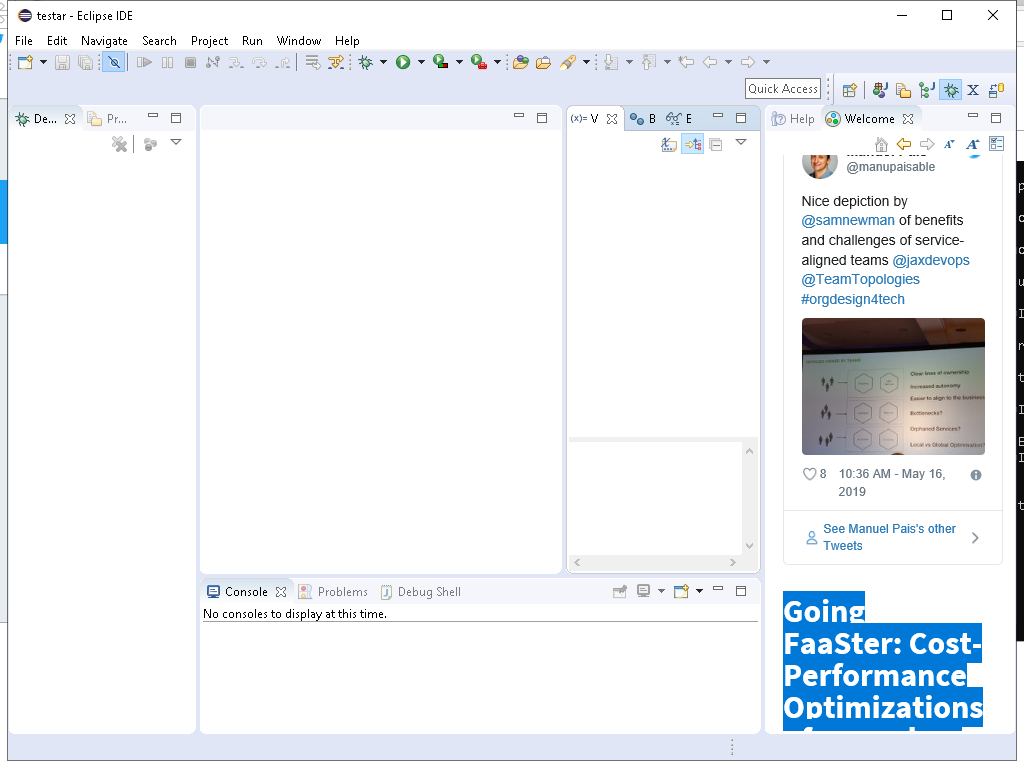 testar - Eclipse IDE
File Edit Navigate Search Project Run Window Help
Quick Access
De... Pr...
(x)= V B E
Help Welcome
@manupaisable
Nice depiction by
@samnewman of benefits
and challenges of service-
aligned teams @jaxdevops
@TeamTopologies
#orgdesign4tech
Clear lines of ownership
Increased autonomy
Easier to align to the business
Bottlenecks?
Orphaned Services?
Local vs Global Optimisation?
8 10:36 AM - May 16,
2019
See Manuel Pais's other
Tweets
Console Problems Debug Shell
No consoles to display at this time.
Going
FaaSter: Cost-
Performance
Optimizations